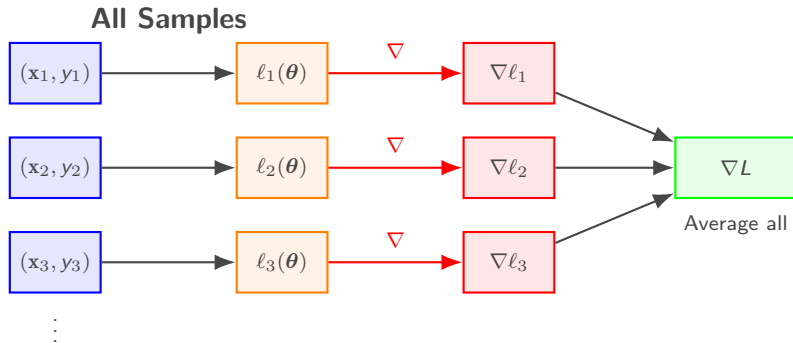 All Samples
(x₁, y₁) ℓ₁(θ) ∇ ∇ℓ₁
(x₂, y₂) ℓ₂(θ) ∇ ∇ℓ₂ ∇L
Average all
(x₃, y₃) ℓ₃(θ) ∇ ∇ℓ₃
⋮